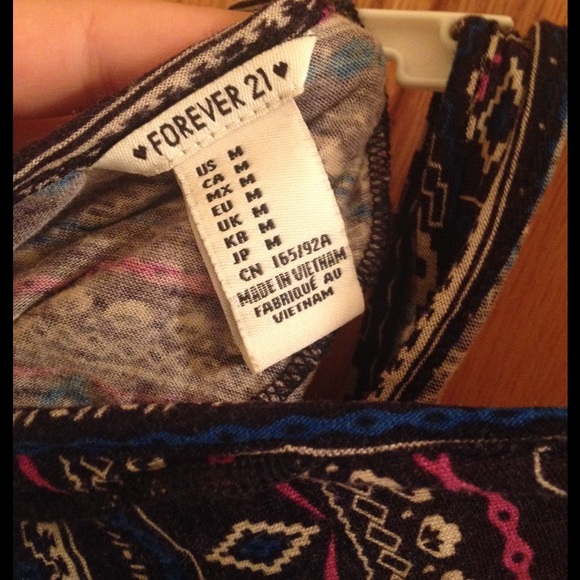 ♥FOREVER 21♥
US M
CA M
MX M
EU M
UK M
KR M
JP M
CN 165/92A
MADE IN VIETNAM
FABRIQUÉ AU
VIETNAM